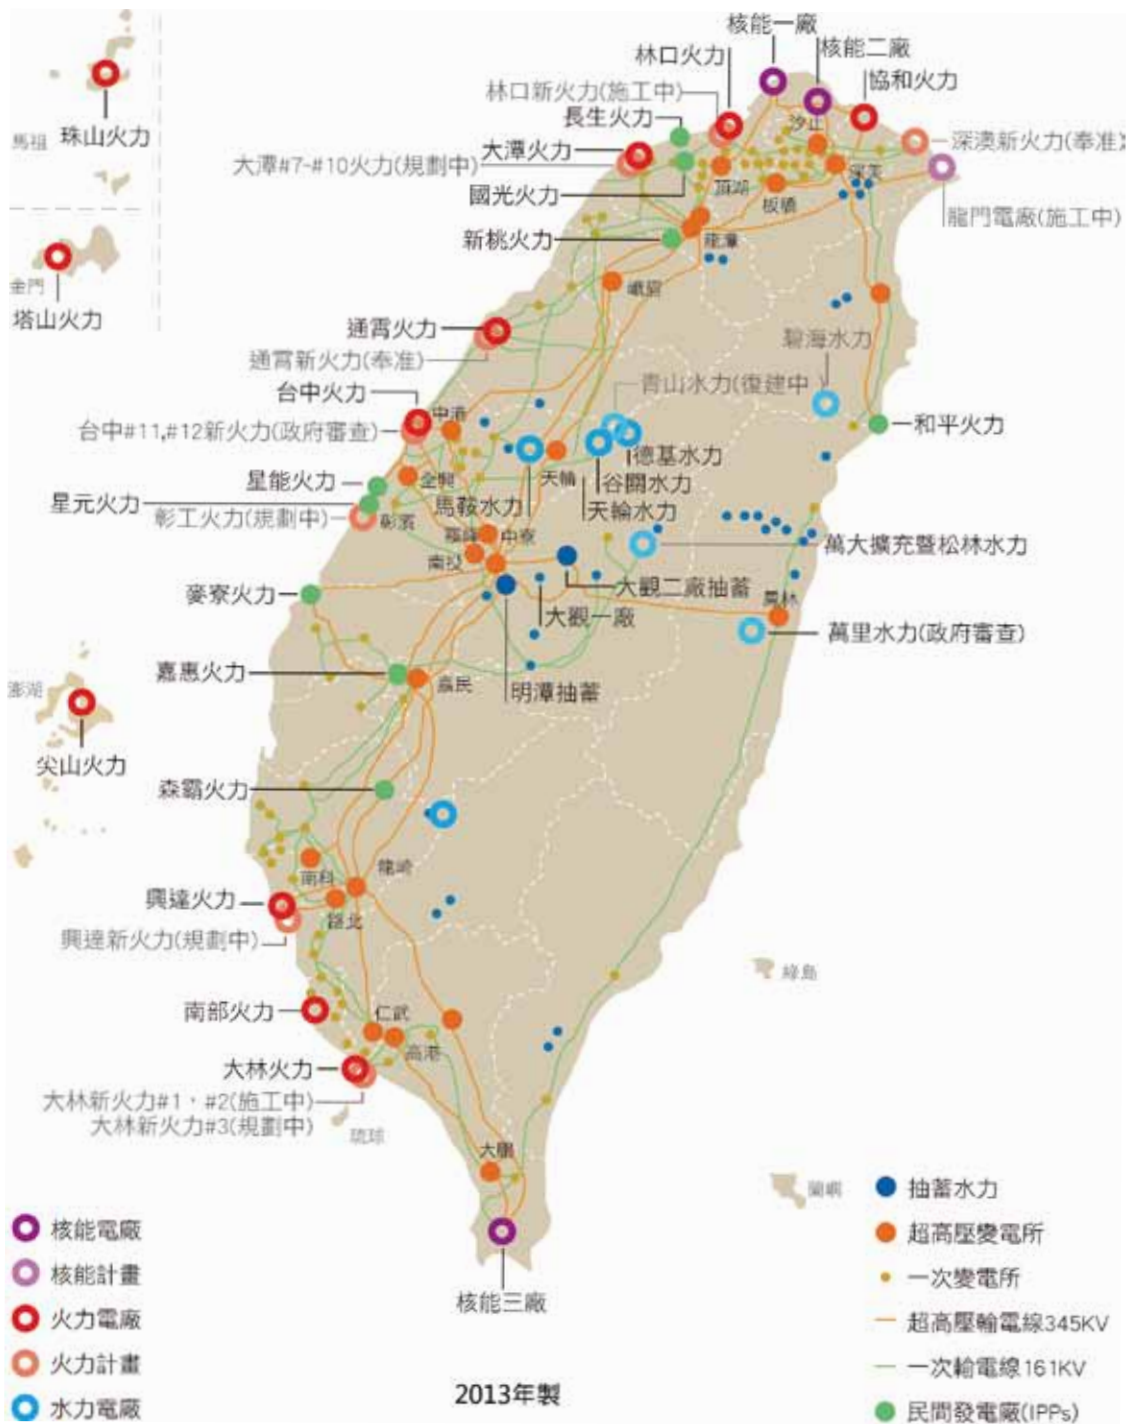 核能一廠
核能二廠
林口火力
協和火力
林口新火力(施工中)
長生火力
汐止
深澳新火力(奉准)
大潭火力
大潭#7-#10火力(規劃中)
深美
頂湖
國光火力
板橋
龍門電廠(施工中)
新桃火力
龍潭
馬祖
珠山火力
金門
塔山火力
峨眉
通霄火力
碧海水力
通霄新火力(奉准)
青山水力(復建中)
台中火力
中港
台中#11,#12新火力(政府審查)
和平火力
德基水力
星能火力
全興
天輪
谷關水力
星元火力
馬鞍水力
天輪水力
彰工火力(規劃中)
彰濱
霧峰
中寮
萬大擴充暨松林水力
南投
麥寮火力
大觀二廠抽蓄
鳳林
大觀一廠
萬里水力(政府審查)
嘉惠火力
嘉民
明潭抽蓄
澎湖
尖山火力
森霸火力
龍崎
南科
興達火力
路北
興達新火力(規劃中)
綠島
南部火力
仁武
高港
大林火力
大林新火力#1，#2(施工中)
大林新火力#3(規劃中)
琉球
大鵬
蘭嶼
核能三廠
核能電廠
核能計畫
火力電廠
火力計畫
水力電廠
2013年製
抽蓄水力
超高壓變電所
一次變電所
超高壓輸電線345KV
一次輸電線161KV
民間發電廠(IPPs)